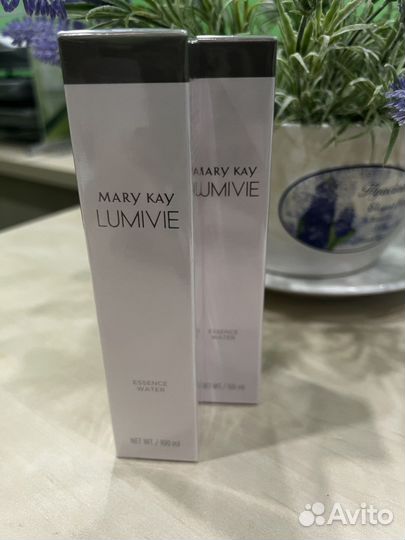 MARY KAY
LUMIVIE
ESSENCE
WATER
NET WT. / 100 ml
MARY KAY
LUMIVIE
ESSENCE
WATER
Avito